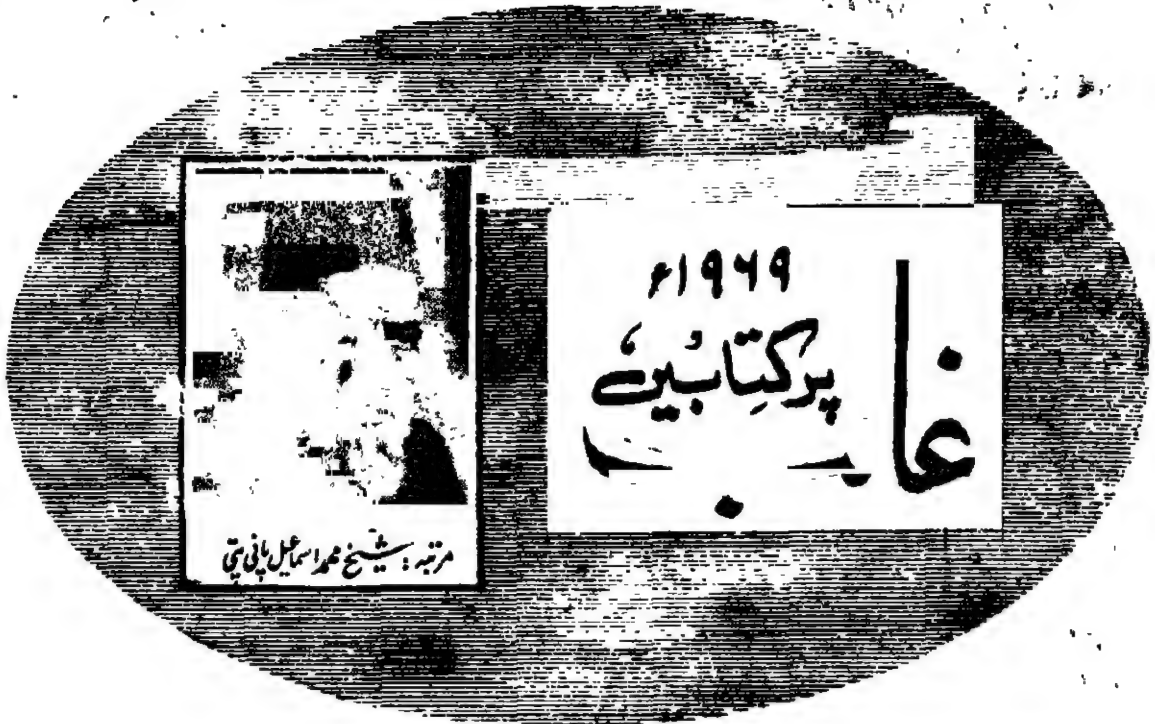 ۱۹۶۹ء
غالب پر کتابیں
مرتبہ : شیخ محمد اسماعیل پانی پتی